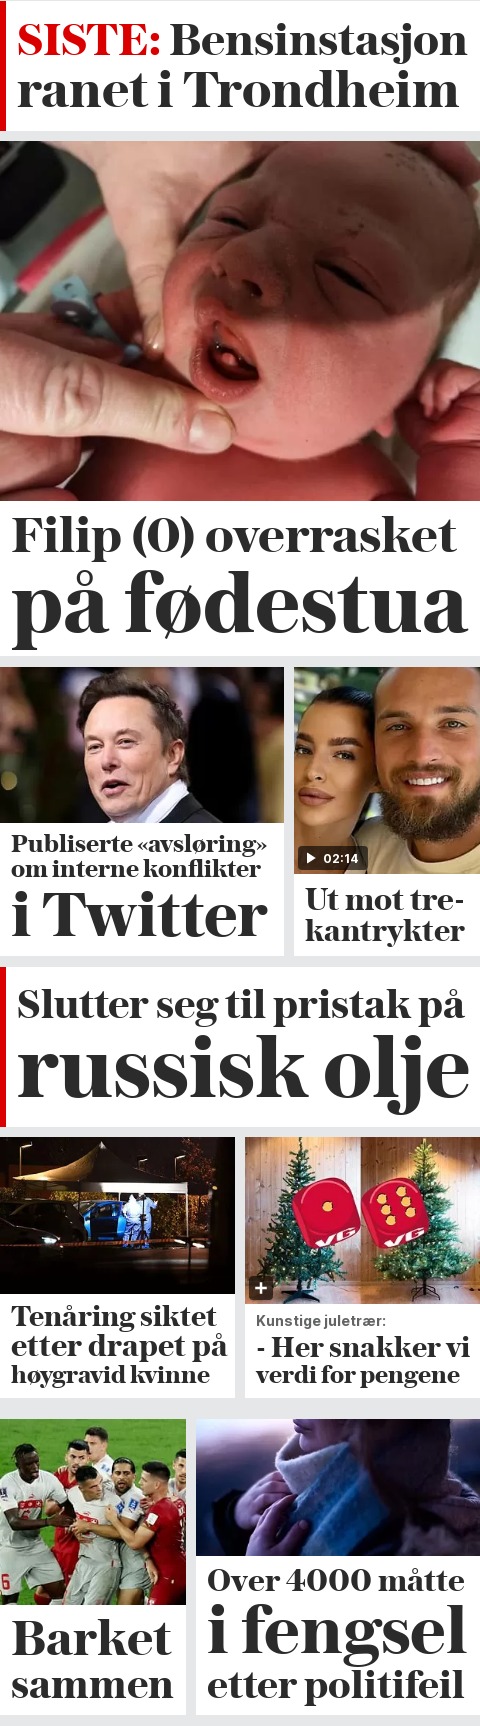 SISTE: Bensinstasjon
ranet i Trondheim
Filip (0) overrasket
på fødestua
Publiserte «avsløring»
om interne konflikter
i Twitter
02:14
Ut mot tre-
kantrykter
Slutter seg til pristak på
russisk olje
Tenåring siktet
etter drapet på
høygravid kvinne
VG VG
Kunstige juletrær:
- Her snakker vi
verdi for pengene
6
Barket
sammen
Over 4000 måtte
i fengsel
etter politifeil